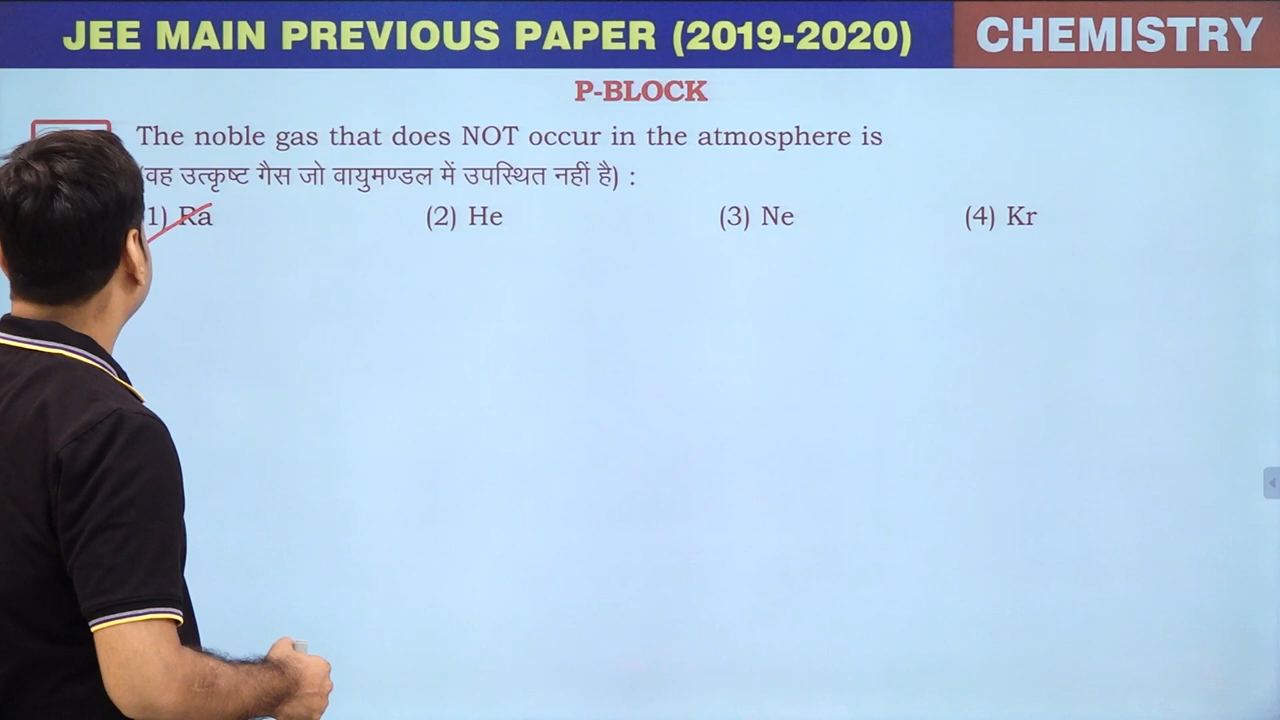 JEE MAIN PREVIOUS PAPER (2019-2020) CHEMISTRY
P-BLOCK
The noble gas that does NOT occur in the atmosphere is
(वह उत्कृष्ट गैस जो वायुमण्डल में उपस्थित नहीं है) :
1) Ra (2) He (3) Ne (4) Kr